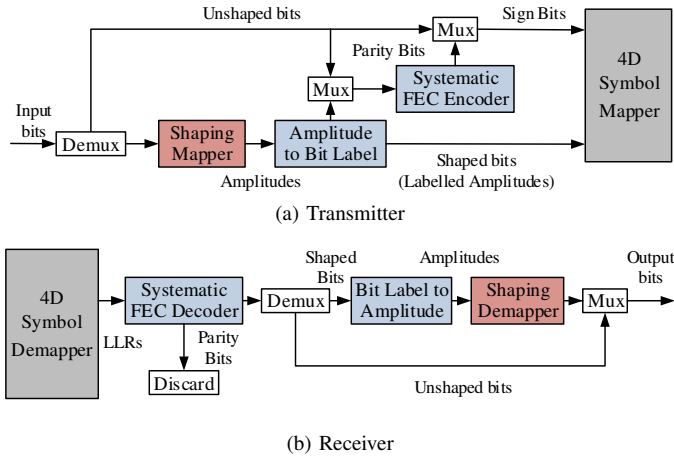 Unshaped bits
Mux
Sign Bits
Parity Bits
4D
Symbol
Mapper
Mux
Systematic
FEC Encoder
Input
bits
Demux
Shaping
Mapper
Amplitude
to Bit Label
Amplitudes
Shaped bits
(Labelled Amplitudes)
(a) Transmitter
4D
Symbol
Demapper
LLRs
Systematic
FEC Decoder
Parity
Bits
Discard
Demux
Shaped
Bits
Bit Label to
Amplitude
Amplitudes
Shaping
Demapper
Mux
Output
bits
Unshaped bits
(b) Receiver